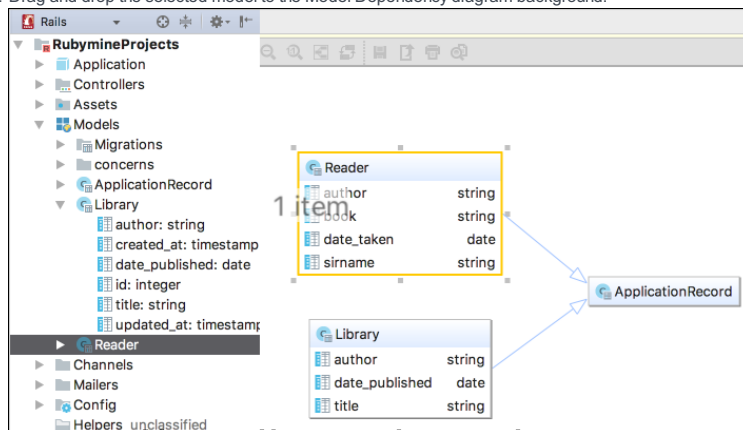 Drag and drop the selected model to the Model Dependency diagram background.
Rails
RubymineProjects
Application
Controllers
Assets
Models
Migrations
concerns
ApplicationRecord
Library
author: string
created_at: timestamp
date_published: date
id: integer
title: string
updated_at: timestamp
Reader
Channels
Mailers
Config
Helpers unclassified
Reader
author string
book string
date_taken date
sirname string
1 item
ApplicationRecord
Library
author string
date_published date
title string